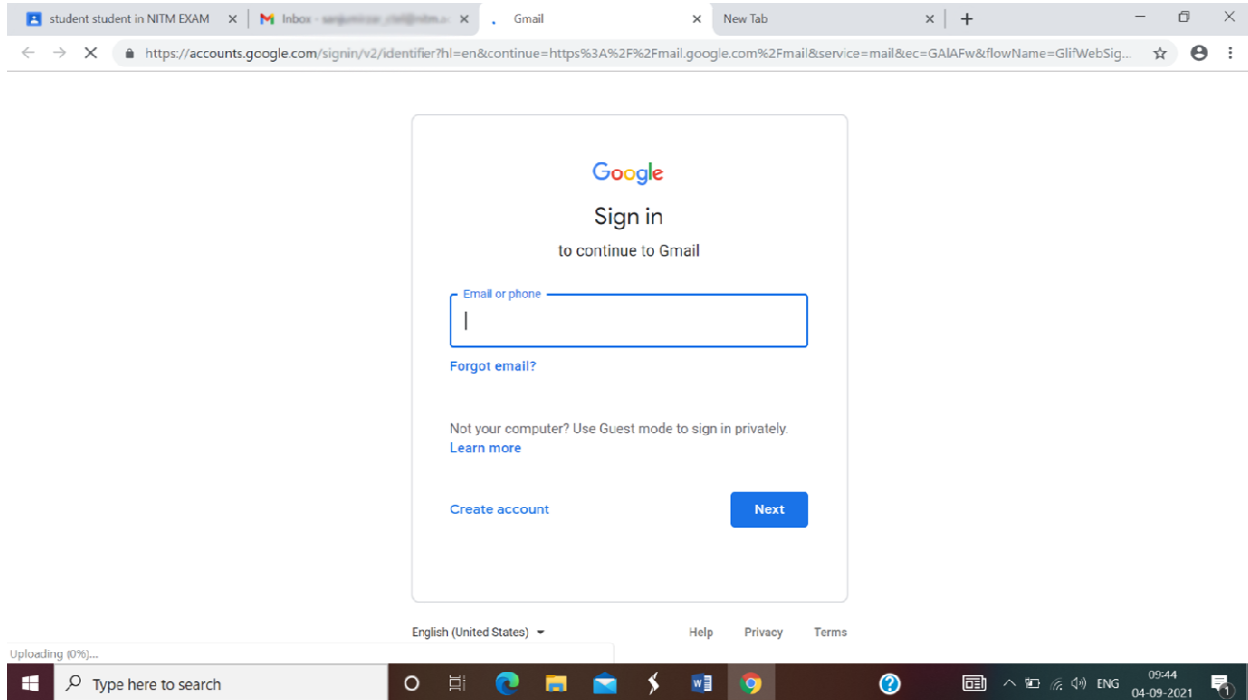 student student in NITM EXAM
Inbox -
Gmail
New Tab
https://accounts.google.com/signin/v2/identifier?hl=en&continue=https%3A%2F%2Fmail.google.com%2Fmail&service=mail&ec=GAlAFw&flowName=GlifWebSig...
Google
Sign in
to continue to Gmail
Email or phone
Forgot email?
Not your computer? Use Guest mode to sign in privately.
Learn more
Create account
Next
English (United States)
Help
Privacy
Terms
Uploading (0%)...
Type here to search
ENG
09:44
04-09-2021
1